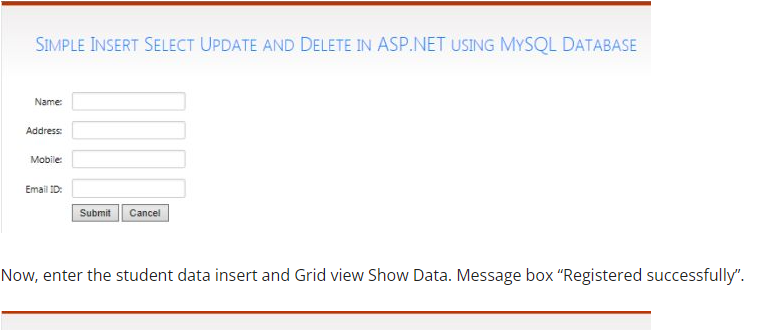 Simple Insert Select Update and Delete in ASP.NET using MySQL Database
Name:
Address:
Mobile:
Email ID:
Submit Cancel
Now, enter the student data insert and Grid view Show Data. Message box “Registered successfully”.